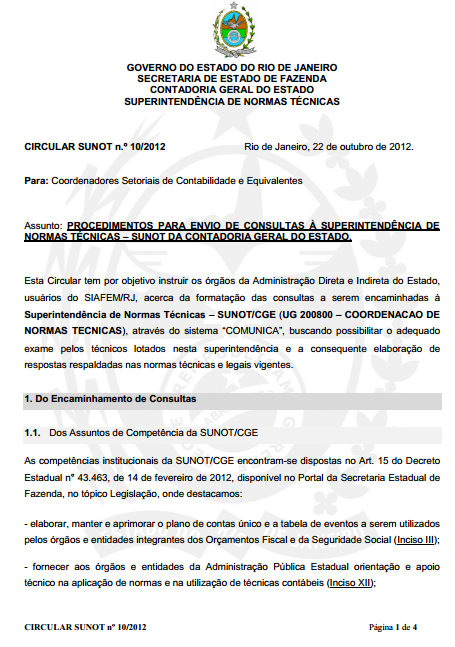 GOVERNO DO ESTADO DO RIO DE JANEIRO
SECRETARIA DE ESTADO DE FAZENDA
CONTADORIA GERAL DO ESTADO
SUPERINTENDÊNCIA DE NORMAS TÉCNICAS
CIRCULAR SUNOT n.º 10/2012 Rio de Janeiro, 22 de outubro de 2012.
Para: Coordenadores Setoriais de Contabilidade e Equivalentes
Assunto: PROCEDIMENTOS PARA ENVIO DE CONSULTAS À SUPERINTENDÊNCIA DE
NORMAS TÉCNICAS – SUNOT DA CONTADORIA GERAL DO ESTADO.
Esta Circular tem por objetivo instruir os órgãos da Administração Direta e Indireta do Estado,
usuários do SIAFEM/RJ, acerca da formatação das consultas a serem encaminhadas à
Superintendência de Normas Técnicas – SUNOT/CGE (UG 200800 – COORDENACAO DE
NORMAS TECNICAS), através do sistema “COMUNICA”, buscando possibilitar o adequado
exame pelos técnicos lotados nesta superintendência e a consequente elaboração de
respostas respaldadas nas normas técnicas e legais vigentes.
1. Do Encaminhamento de Consultas
1.1. Dos Assuntos de Competência da SUNOT/CGE
As competências institucionais da SUNOT/CGE encontram-se dispostas no Art. 15 do Decreto
Estadual nº 43.463, de 14 de fevereiro de 2012, disponível no Portal da Secretaria Estadual de
Fazenda, no tópico Legislação, onde destacamos:
- elaborar, manter e aprimorar o plano de contas único e a tabela de eventos a serem utilizados
pelos órgãos e entidades integrantes dos Orçamentos Fiscal e da Seguridade Social (Inciso III);
- fornecer aos órgãos e entidades da Administração Pública Estadual orientação e apoio
técnico na aplicação de normas e na utilização de técnicas contábeis (Inciso XII);
CIRCULAR SUNOT nº 10/2012 Página 1 de 4